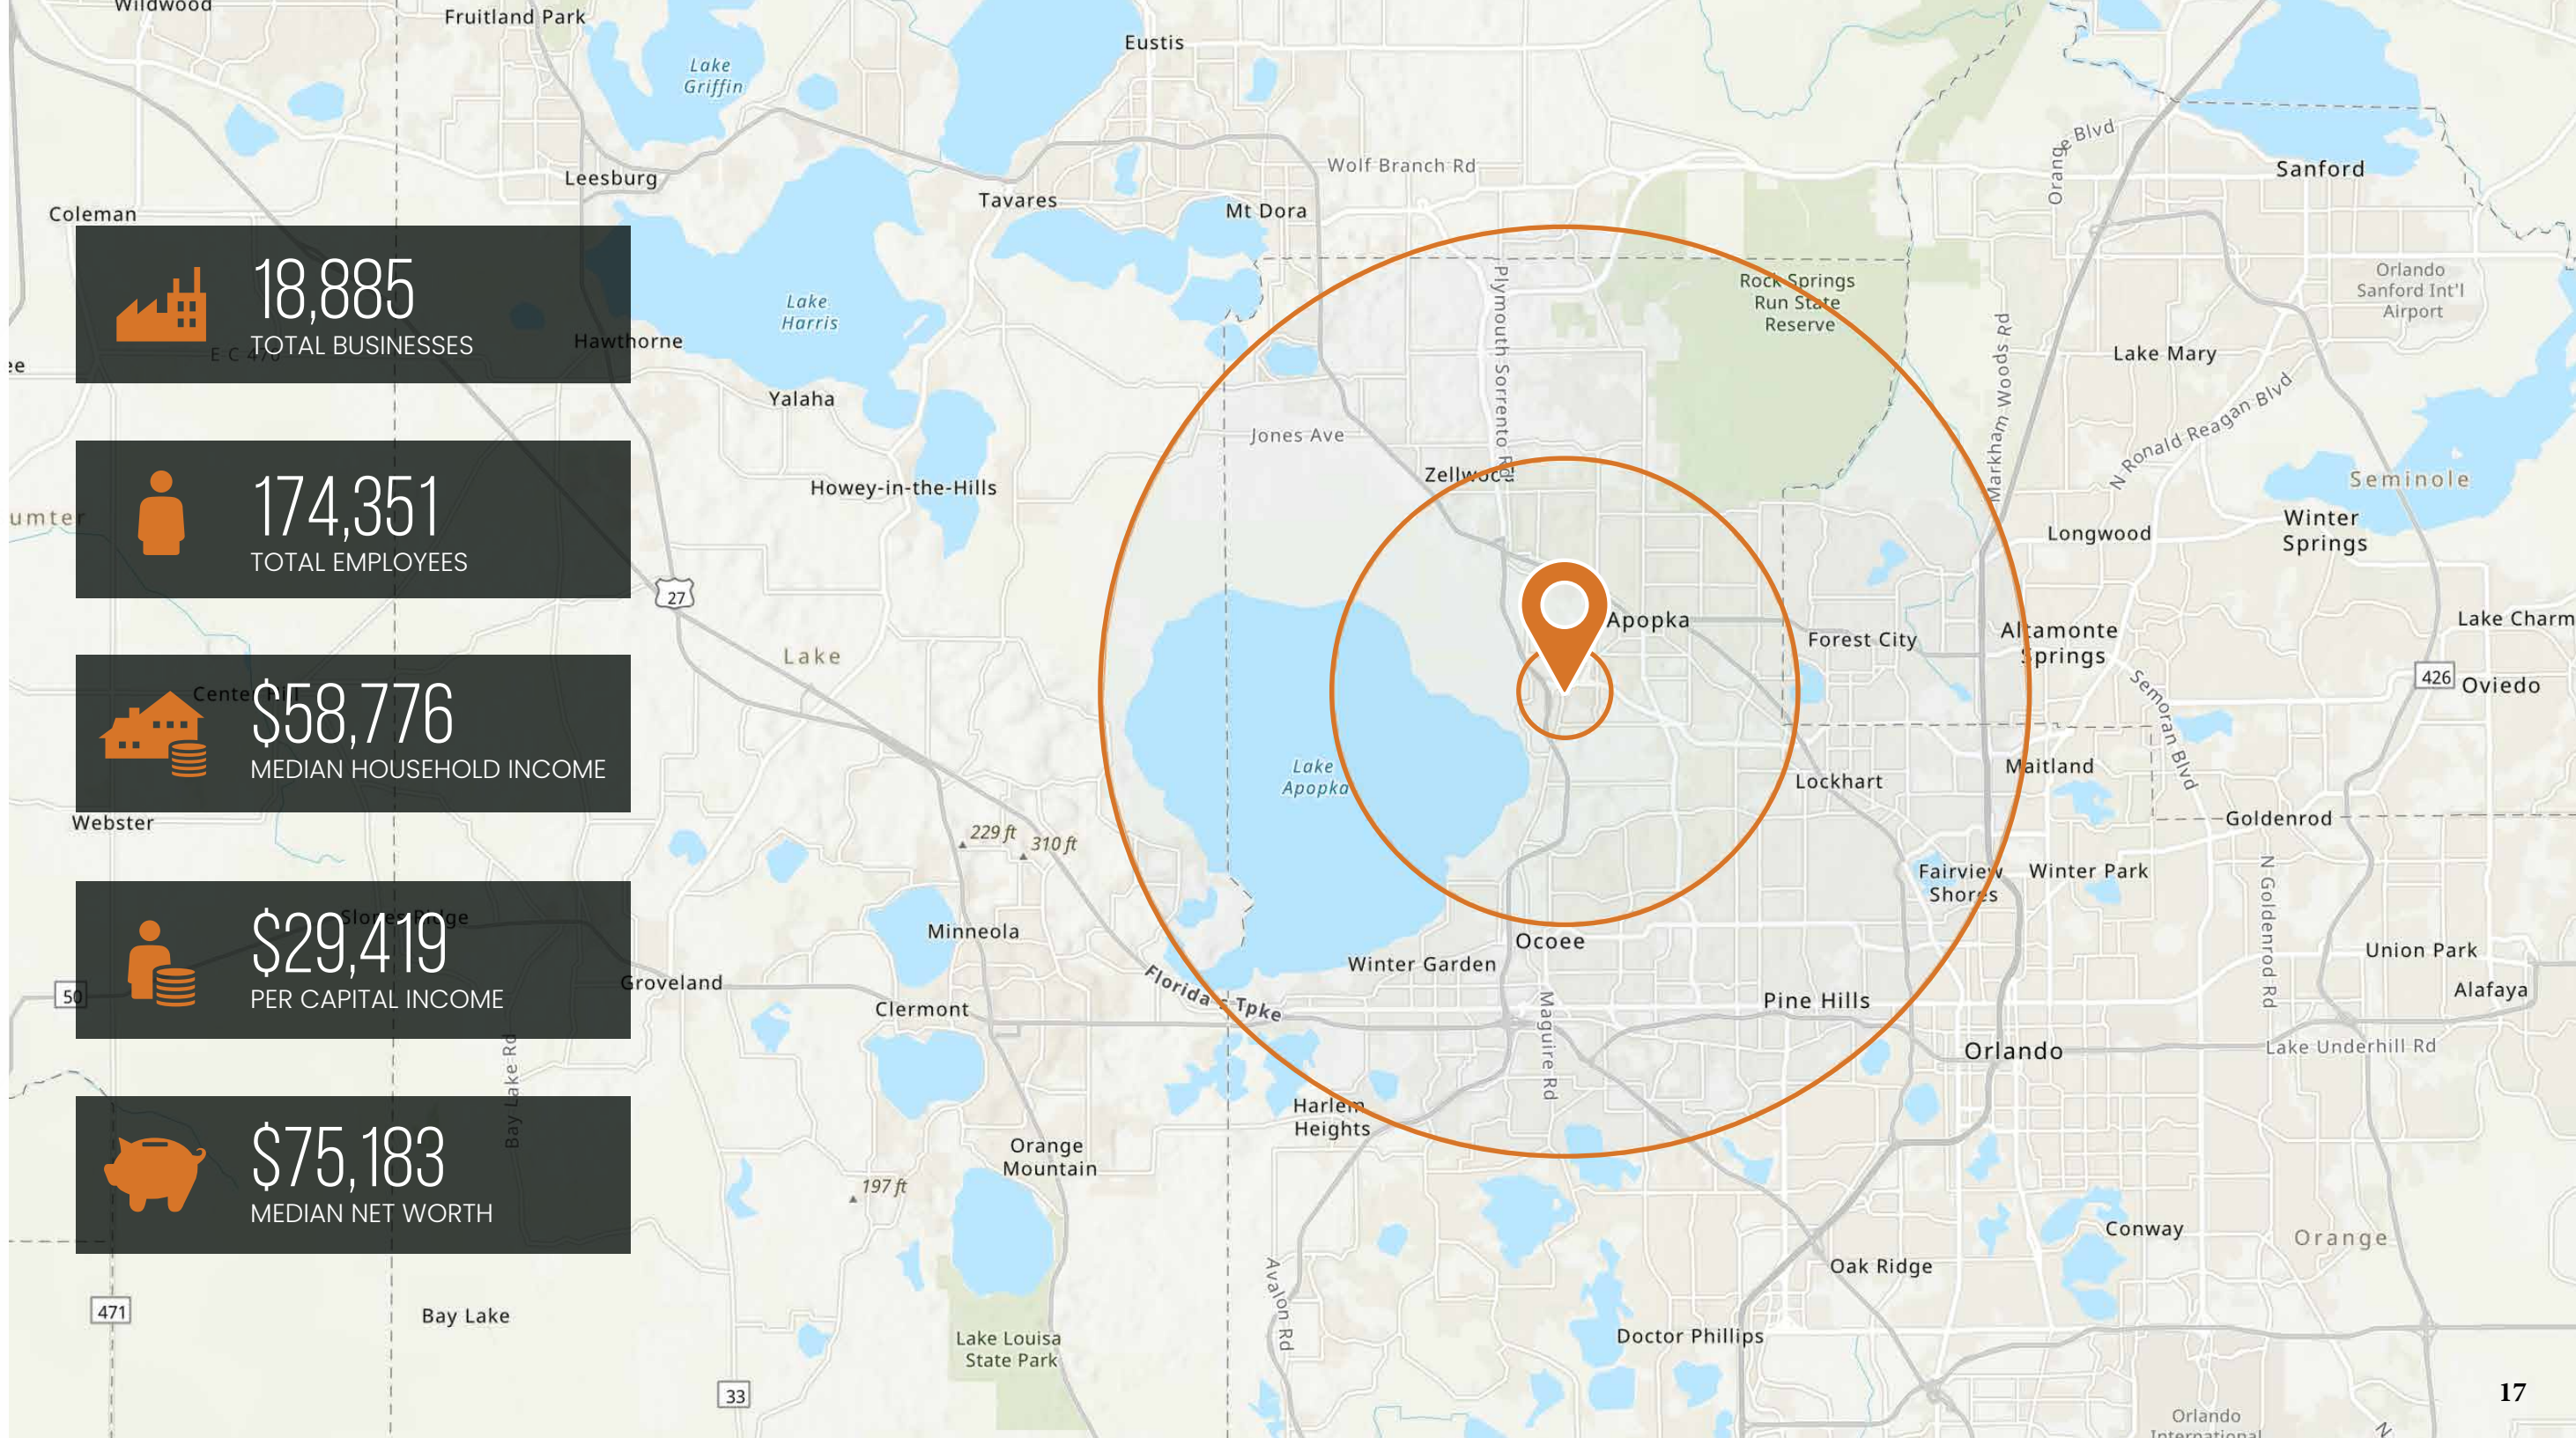 Wildwood
Fruitland Park
Eustis
Lake
Griffin
Orange Blvd
Wolf Branch Rd
Sanford
Leesburg
Tavares
Mt Dora
Coleman
18,885
TOTAL BUSINESSES
Hawthorne
Lake
Harris
Plymouth Sorrento Rd
Rock Springs
Run State
Reserve
Orlando
Sanford Int'l
Airport
Markham Woods Rd
Lake Mary
ee
Yalaha
N Ronald Reagan Blvd
Jones Ave
Zellwood
Howey-in-the-Hills
Seminole
174,351
TOTAL EMPLOYEES
umter
Longwood
Winter
Springs
27
Apopka
Forest City
Altamonte
Springs
Lake Charm
Lake
426
Oviedo
Semoran Blvd
Center Hill
$58,776
MEDIAN HOUSEHOLD INCOME
Lake
Apopka
Lockhart
Maitland
Webster
229 ft
310 ft
Goldenrod
Fairview
Shores
Winter Park
N Goldenrod Rd
Slones Ridge
$29,419
PER CAPITAL INCOME
Minneola
Ocoee
Winter Garden
Union Park
Groveland
50
Florida's Tpke
Clermont
Maguire Rd
Pine Hills
Alafaya
Orlando
Lake Underhill Rd
Bay Lake Rd
Harlem
Heights
Orange
Mountain
$75,183
MEDIAN NET WORTH
197 ft
Conway
Orange
Avalon Rd
Oak Ridge
471
Bay Lake
Lake Louisa
State Park
Doctor Phillips
33
17
Orlando
International
N